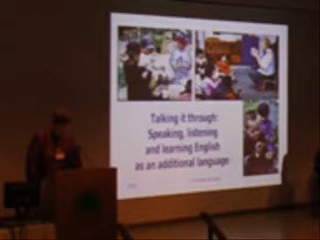 Talking it through:
Speaking, listening
and learning English
as an additional language